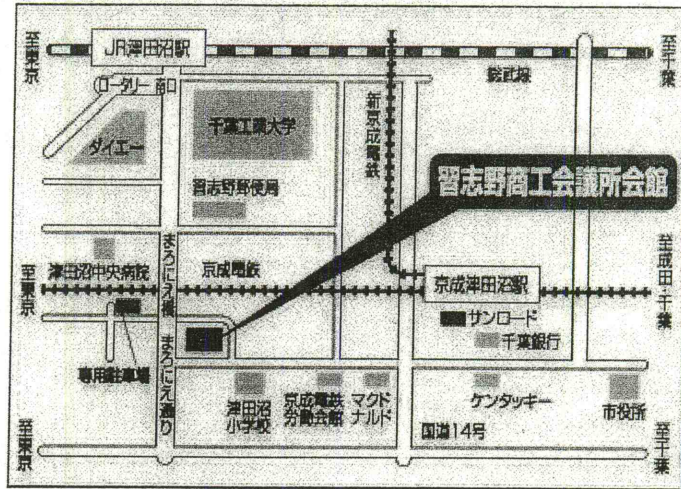 至東京
JR津田沼駅
至千葉
総武線
ロータリー 南口
ダイエー
千葉工業大学
新京成電鉄
習志野郵便局
習志野商工会議所会館
津田沼中央病院
まろにえ橋
京成電鉄
京成津田沼駅
至東京
至成田・千葉
サンロード
千葉銀行
専用駐車場
まろにえ通り
津田沼
小学校
京成電鉄
労働会館
マクド
ナルド
ケンタッキー
市役所
国道14号
至東京
至千葉